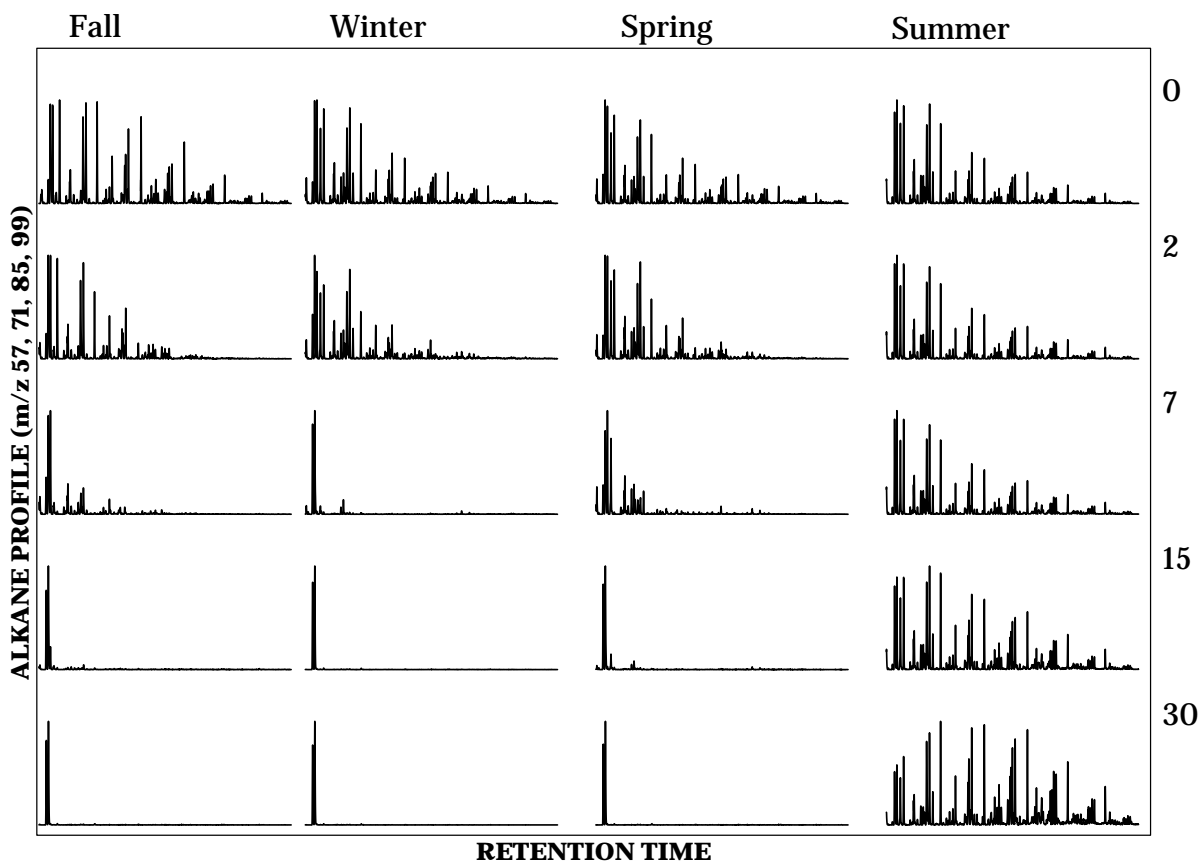 Fall Winter Spring Summer
0
2
7
15
30
ALKANE PROFILE (m/z 57, 71, 85, 99)
RETENTION TIME